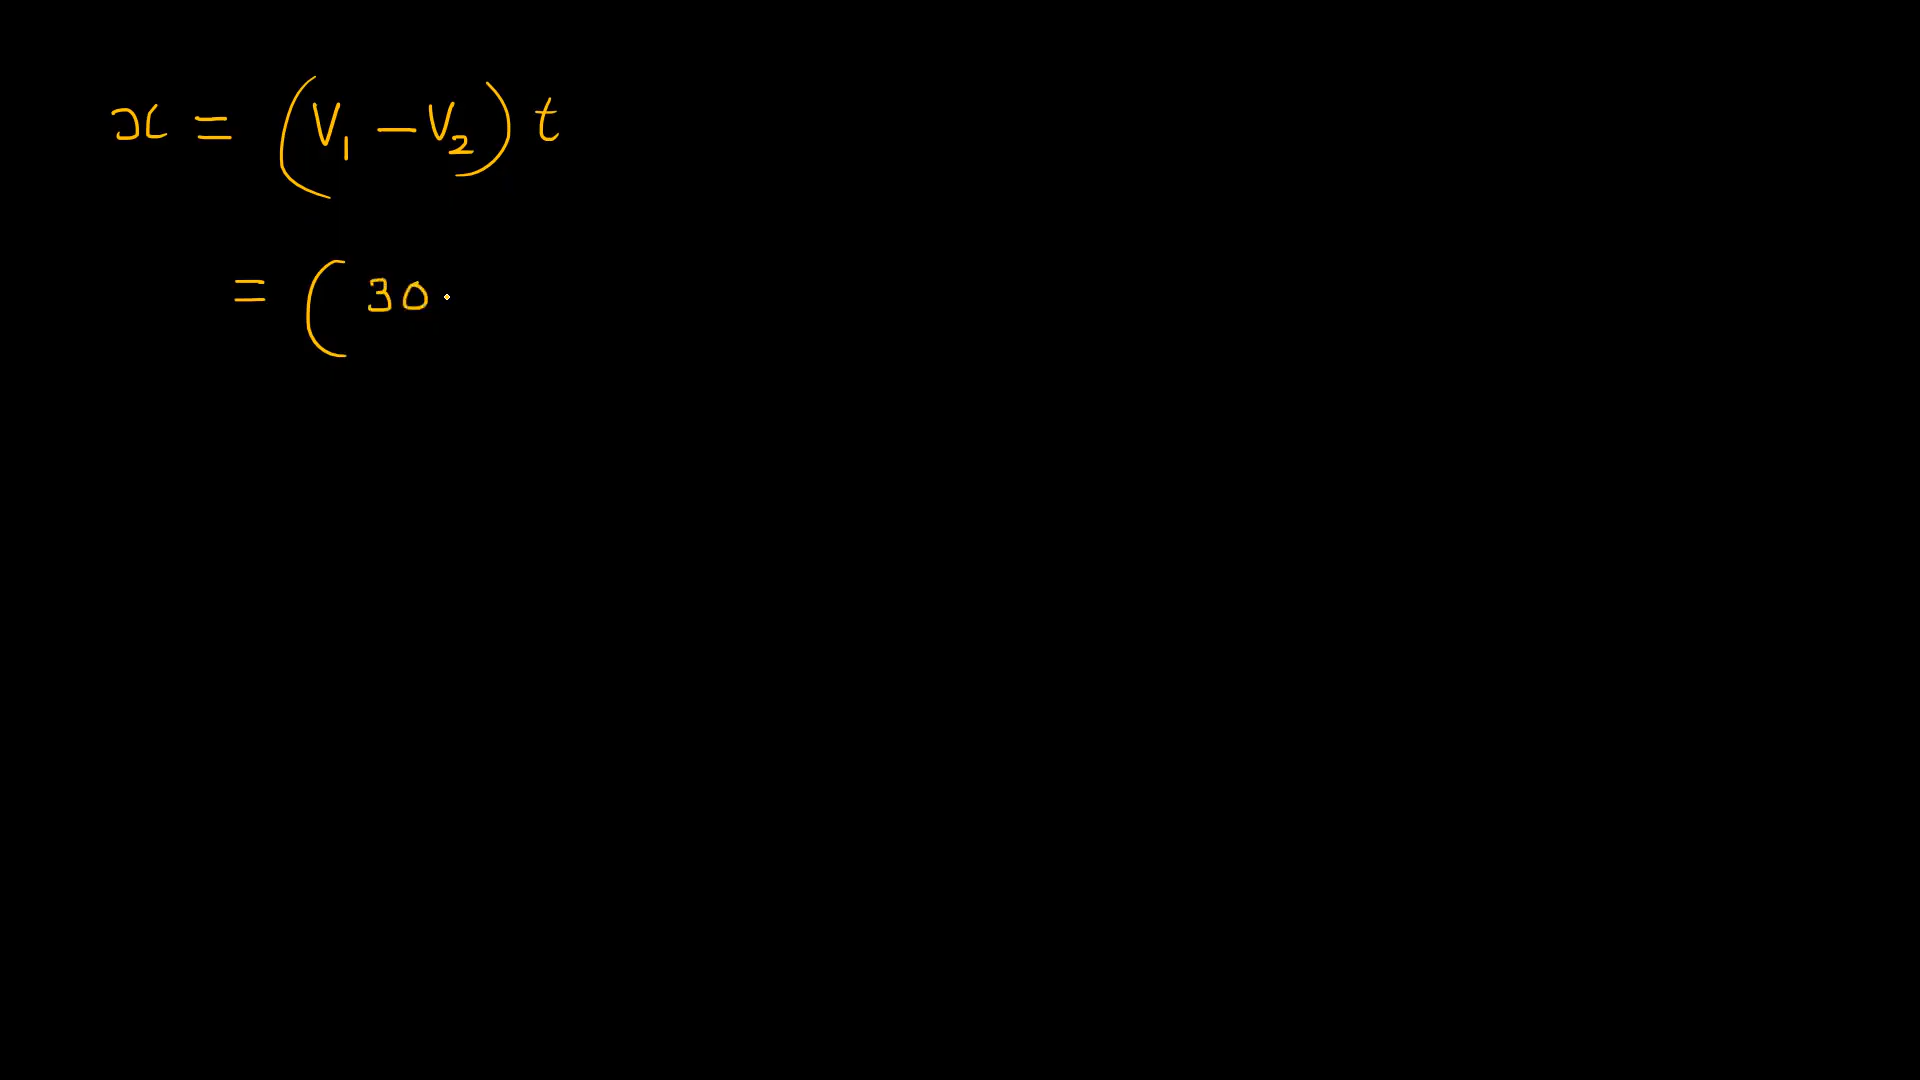 x = (V₁ - V₂) t
= ( 30